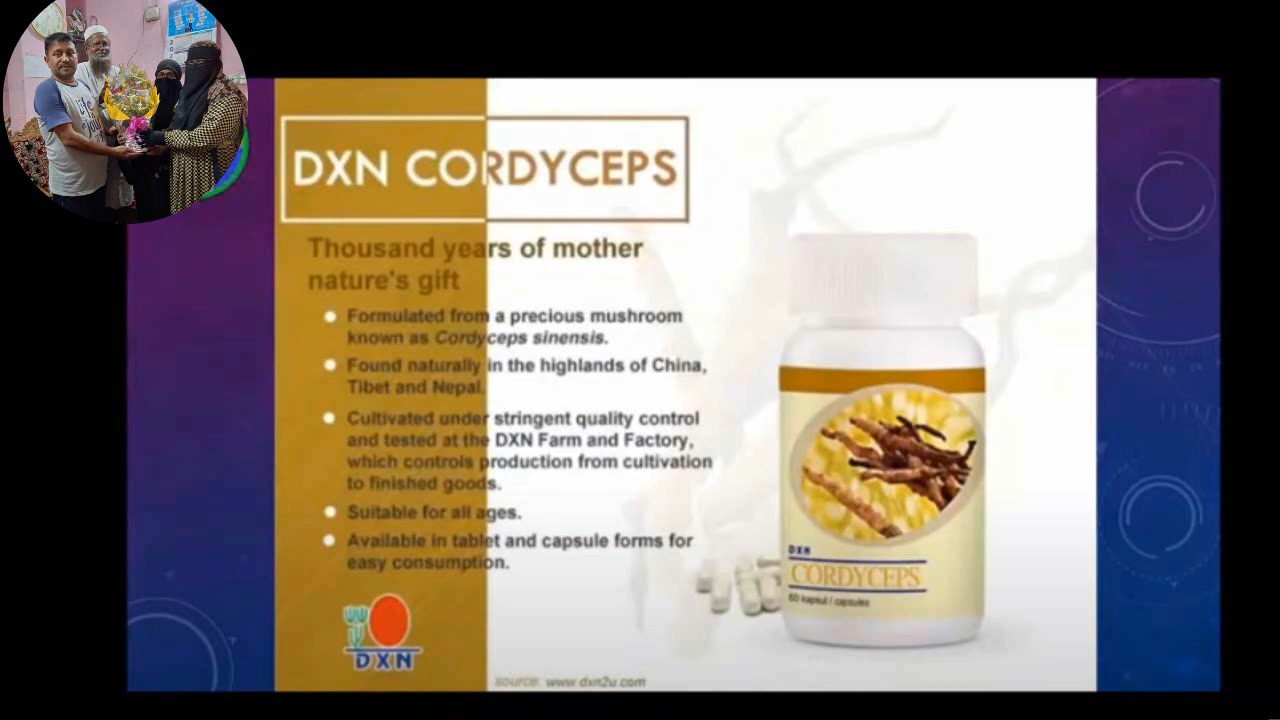 DXN CORDYCEPS
Thousand years of mother
nature's gift
Formulated from a precious mushroom
known as Cordyceps sinensis.
Found naturally in the highlands of China,
Tibet and Nepal.
Cultivated under stringent quality control
and tested at the DXN Farm and Factory,
which controls production from cultivation
to finished goods.
Suitable for all ages.
Available in tablet and capsule forms for
easy consumption.
DXN
source: www.dxn2u.com
DXN
CORDYCEPS
60 kapsul / capsules